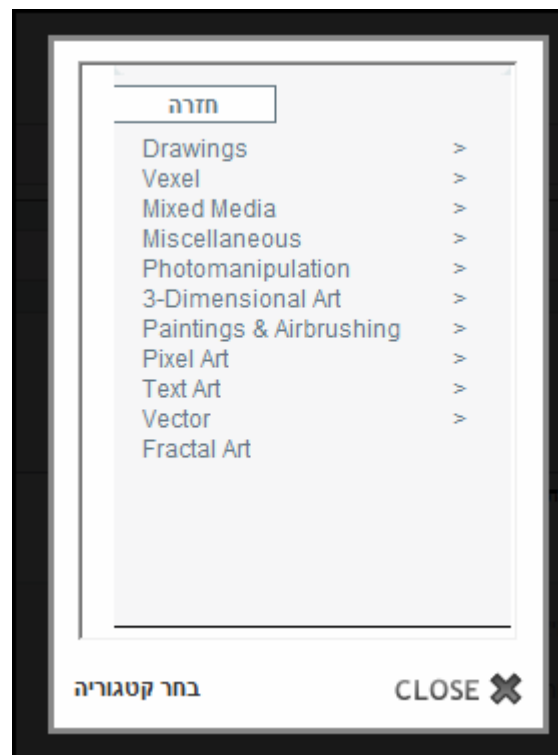 חזרה
Drawings >
Vexel >
Mixed Media >
Miscellaneous >
Photomanipulation >
3-Dimensional Art >
Paintings & Airbrushing >
Pixel Art >
Text Art >
Vector >
Fractal Art
בחר קטגוריה
CLOSE